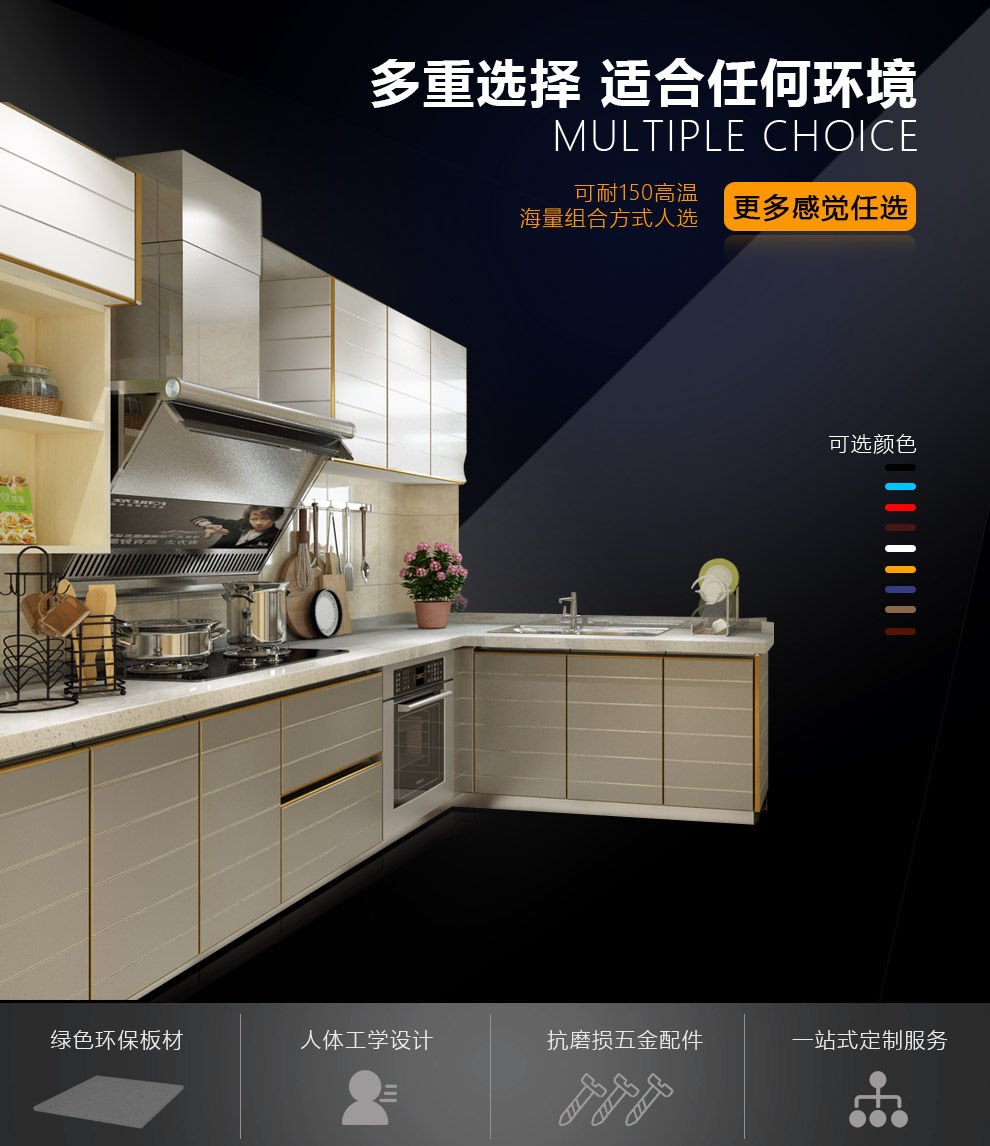 多重选择 适合任何环境
MULTIPLE CHOICE
可耐150高温
海量组合方式人选
更多感觉任选
可选颜色
绿色环保板材
人体工学设计
抗磨损五金配件
一站式定制服务